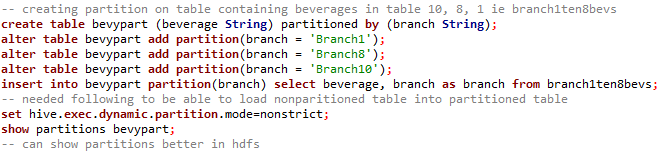 -- creating partition on table containing beverages in table 10, 8, 1 ie branch1ten8bevs
create table bevypart (beverage String) partitioned by (branch String);
alter table bevypart add partition(branch = 'Branch1');
alter table bevypart add partition(branch = 'Branch8');
alter table bevypart add partition(branch = 'Branch10');
insert into bevypart partition(branch) select beverage, branch as branch from branch1ten8bevs;
-- needed following to be able to load nonparitioned table into partitioned table
set hive.exec.dynamic.partition.mode=nonstrict;
show partitions bevypart;
-- can show partitions better in hdfs